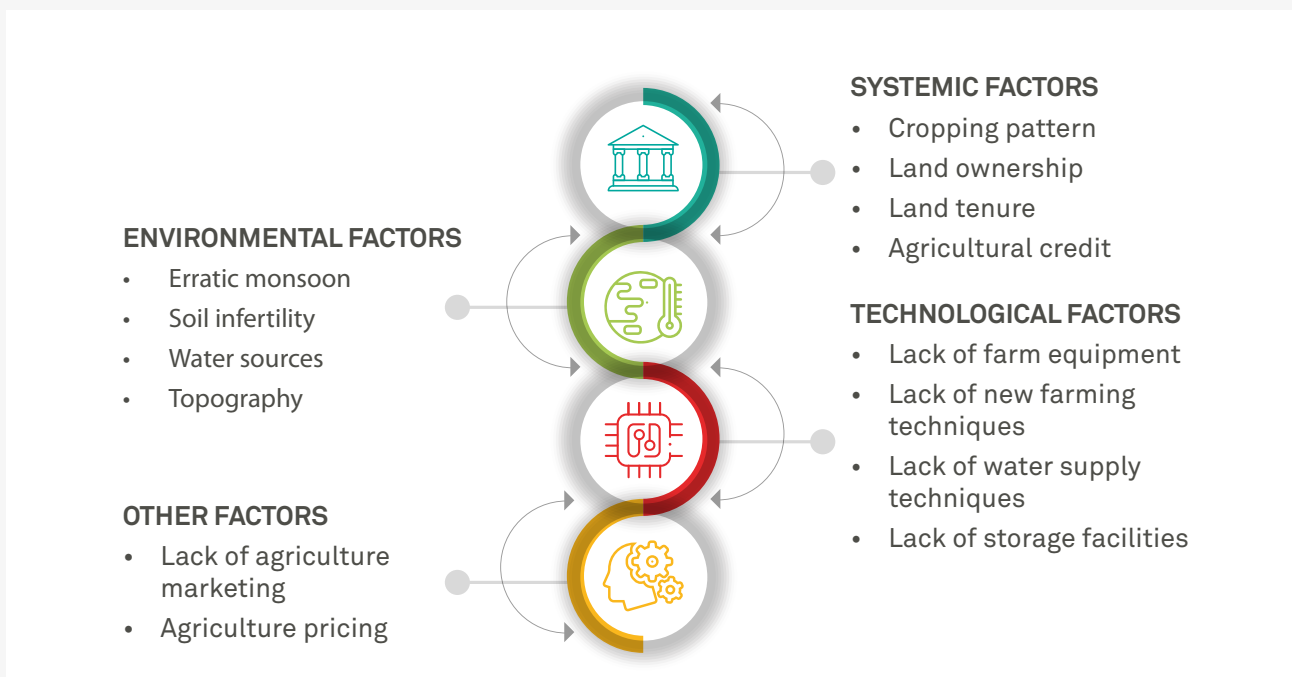 SYSTEMIC FACTORS
• Cropping pattern
• Land ownership
• Land tenure
• Agricultural credit
ENVIRONMENTAL FACTORS
• Erratic monsoon
• Soil infertility
• Water sources
• Topography
TECHNOLOGICAL FACTORS
• Lack of farm equipment
• Lack of new farming
techniques
• Lack of water supply
techniques
• Lack of storage facilities
OTHER FACTORS
• Lack of agriculture
marketing
• Agriculture pricing